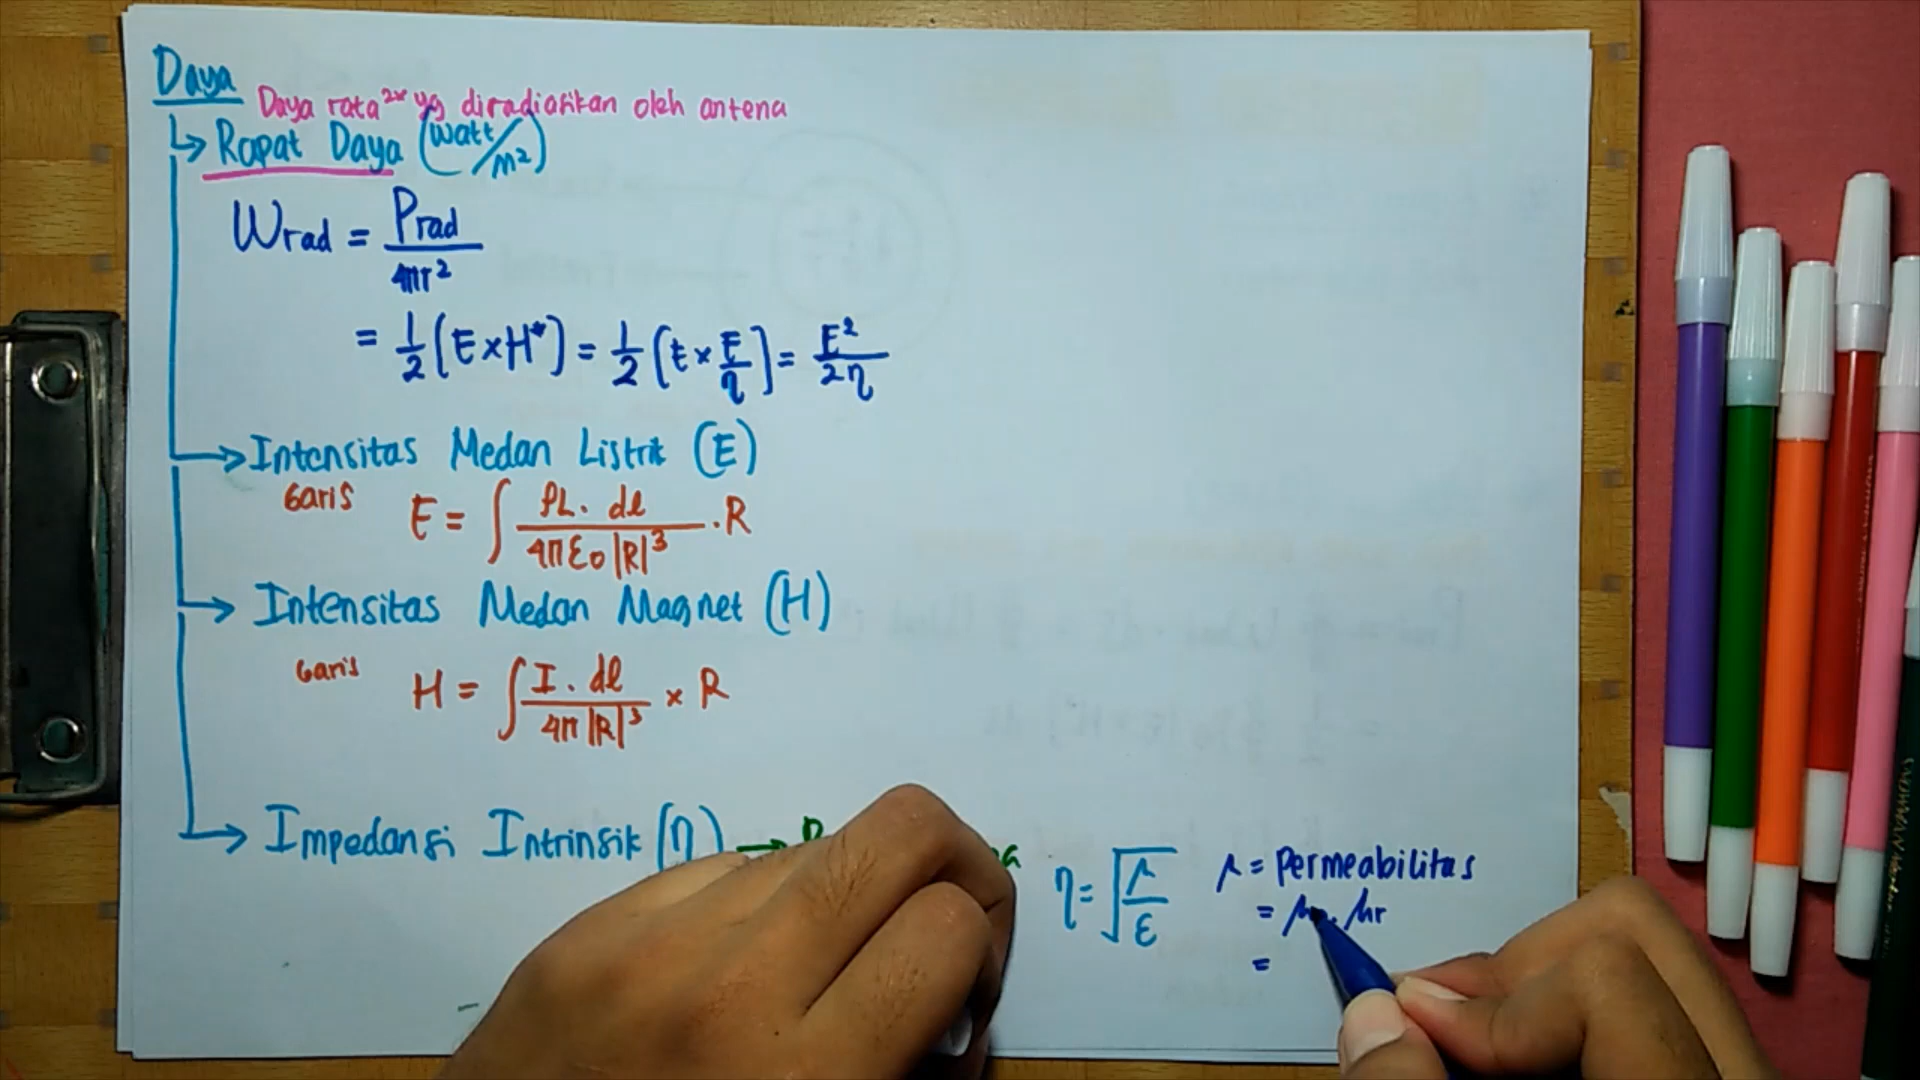 Daya
Daya rata2x yg diradiasikan oleh antena
Rapat Daya (watt/m²)
Wrad = Prad / 4πr²
= 1/2 (E×H*) = 1/2 (E × E/η) = E²/2η
Intensitas Medan Listrik (E)
Garis E = ∫ ρL. dl / 4πε0|R|³ . R
Intensitas Medan Magnet (H)
Garis H = ∫ I. dl / 4π|R|³ × R
Impedansi Intrinsik (η) →
η = √μ/ε
μ = Permeabilitas
= μo. μr
=